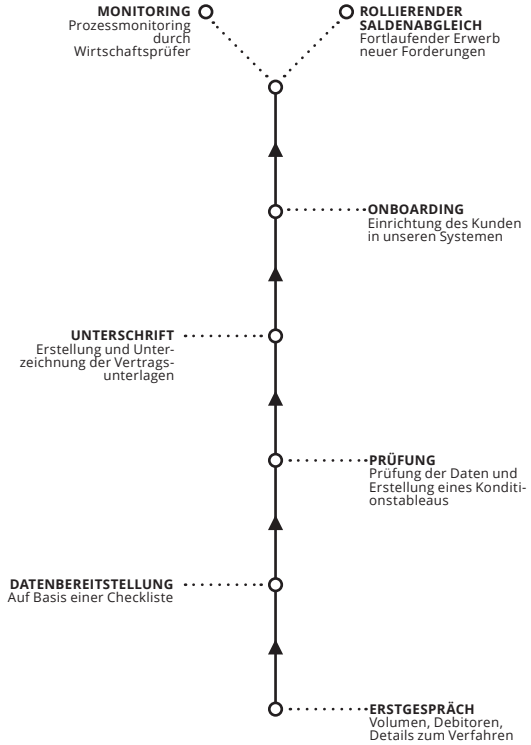 MONITORING
Prozessmonitoring
durch
Wirtschaftsprüfer
ROLLIERENDER
SALDENABGLEICH
Fortlaufender Erwerb
neuer Forderungen
ONBOARDING
Einrichtung des Kunden
in unseren Systemen
UNTERSCHRIFT
Erstellung und Unter-
zeichnung der Vertrags-
unterlagen
PRÜFUNG
Prüfung der Daten und
Erstellung eines Konditi-
onstableaus
DATENBEREITSTELLUNG
Auf Basis einer Checkliste
ERSTGESPRÄCH
Volumen, Debitoren,
Details zum Verfahren